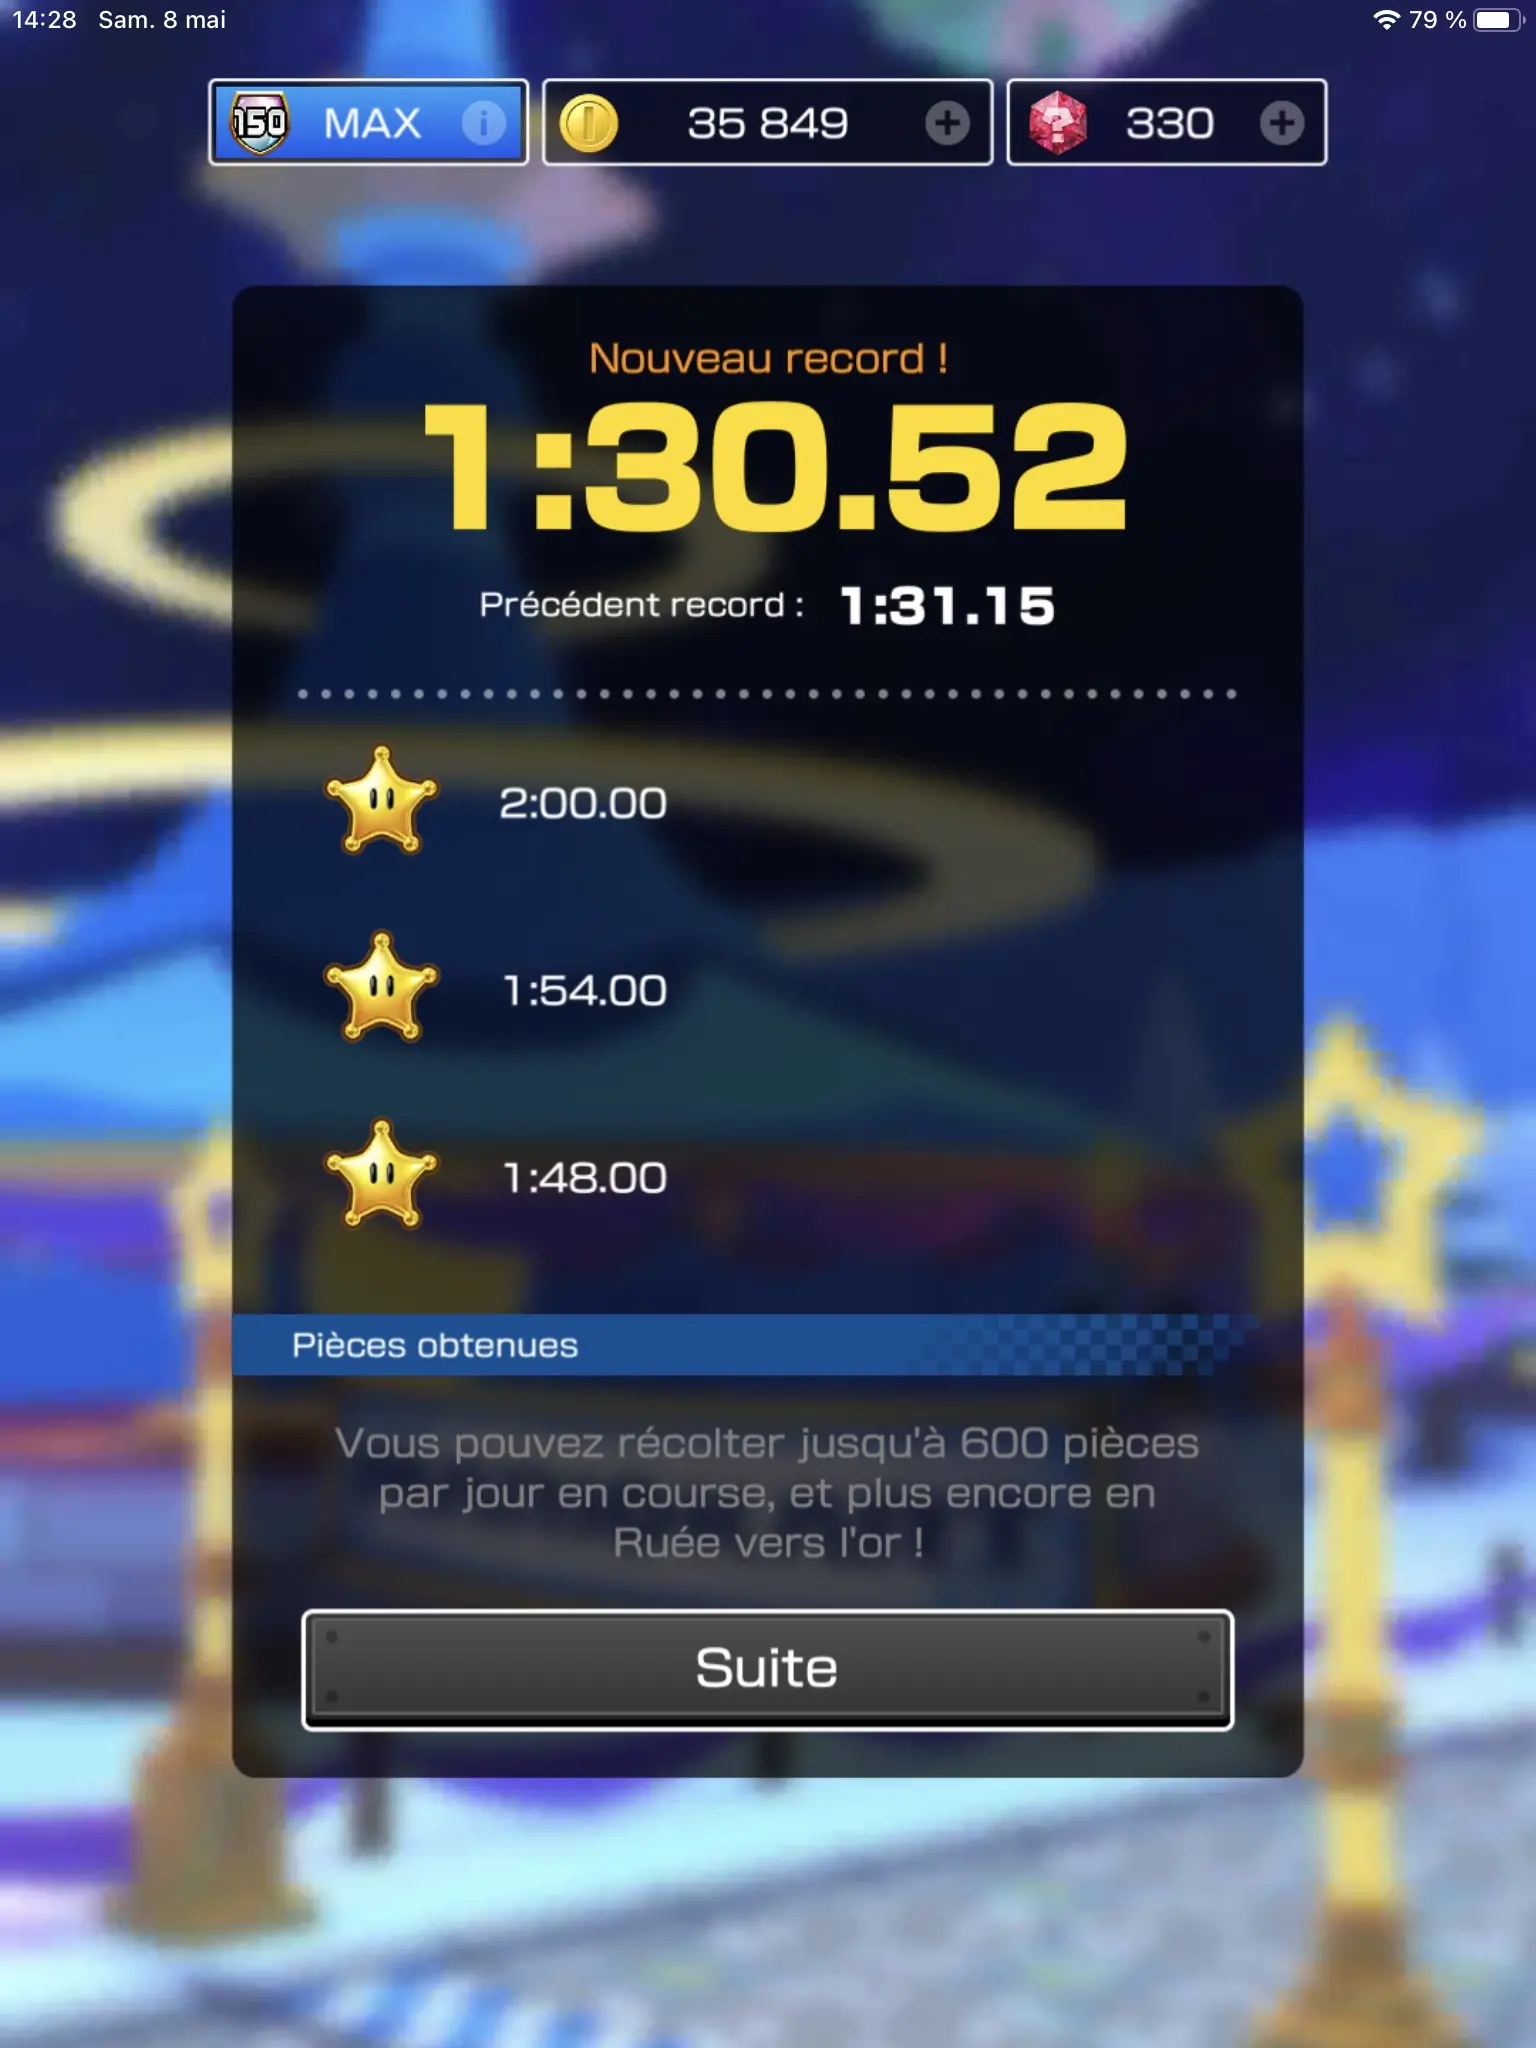 14:28 Sam. 8 mai 79 %
150 MAX i 35 849 + ? 330 +
Nouveau record !
1:30.52
Précédent record : 1:31.15
2:00.00
1:54.00
1:48.00
Pièces obtenues
Vous pouvez récolter jusqu'à 600 pièces
par jour en course, et plus encore en
Ruée vers l'or !
Suite